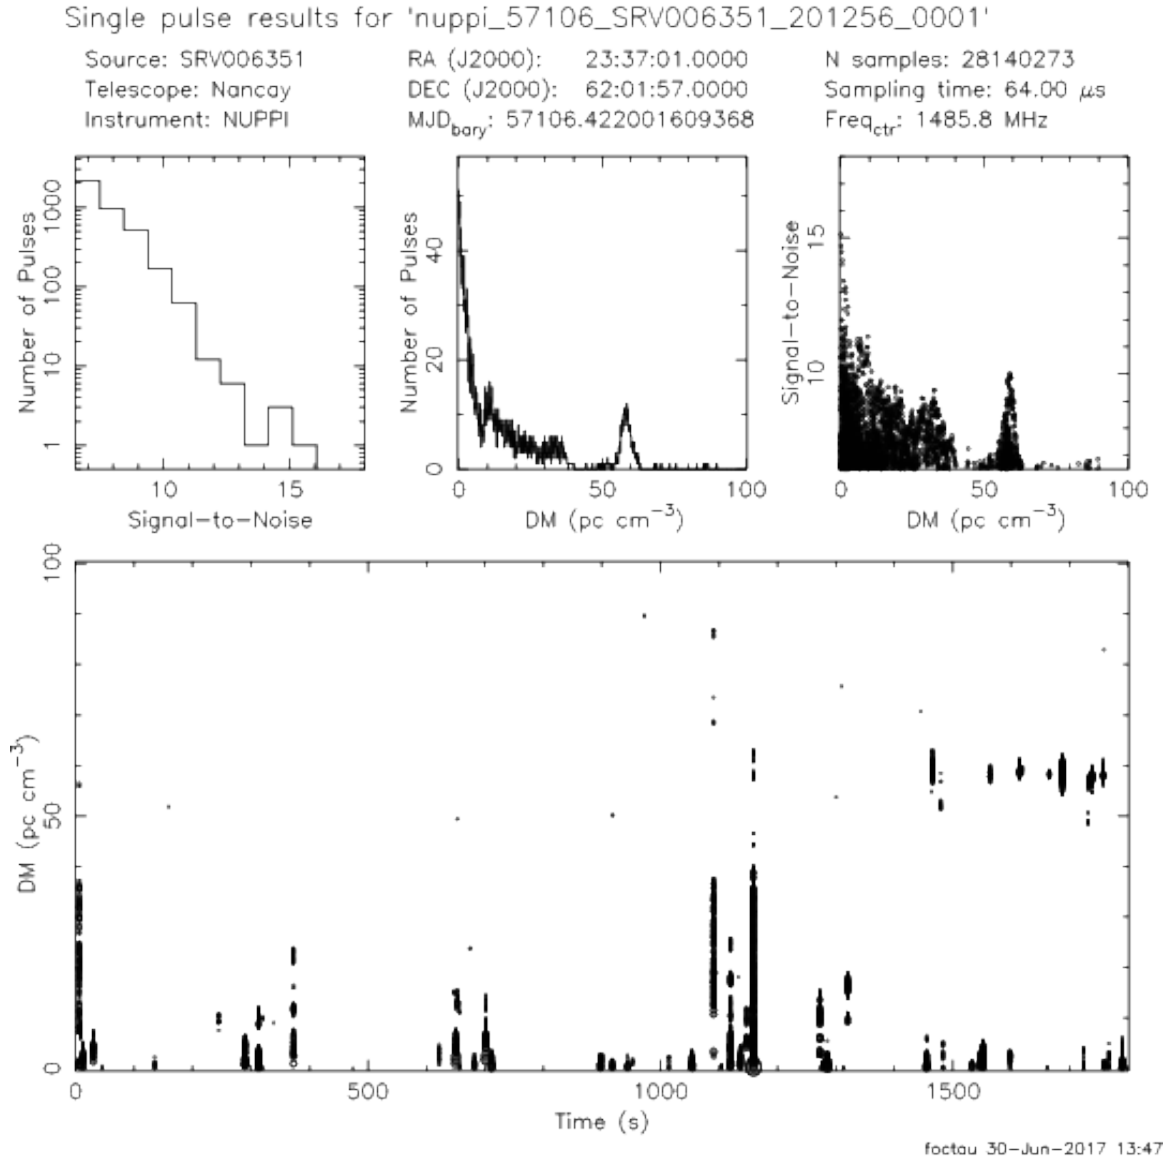 Single pulse results for 'nuppi_57106_SRV006351_201256_0001'
Source: SRV006351 RA (J2000): 23:37:01.0000 N samples: 28140273
Telescope: Nancay DEC (J2000): 62:01:57.0000 Sampling time: 64.00 μs
Instrument: NUPPI MJD_bary: 57106.422001609368 Freq_ctr: 1485.8 MHz
Number of Pulses
1 10 100 1000
10 15
Signal-to-Noise
Number of Pulses
0 20 40
0 50 100
DM (pc cm⁻³)
Signal-to-Noise
10 15
0 50 100
DM (pc cm⁻³)
DM (pc cm⁻³)
0 50 100
0 500 1000 1500
Time (s)
foctau 30-Jun-2017 13:47